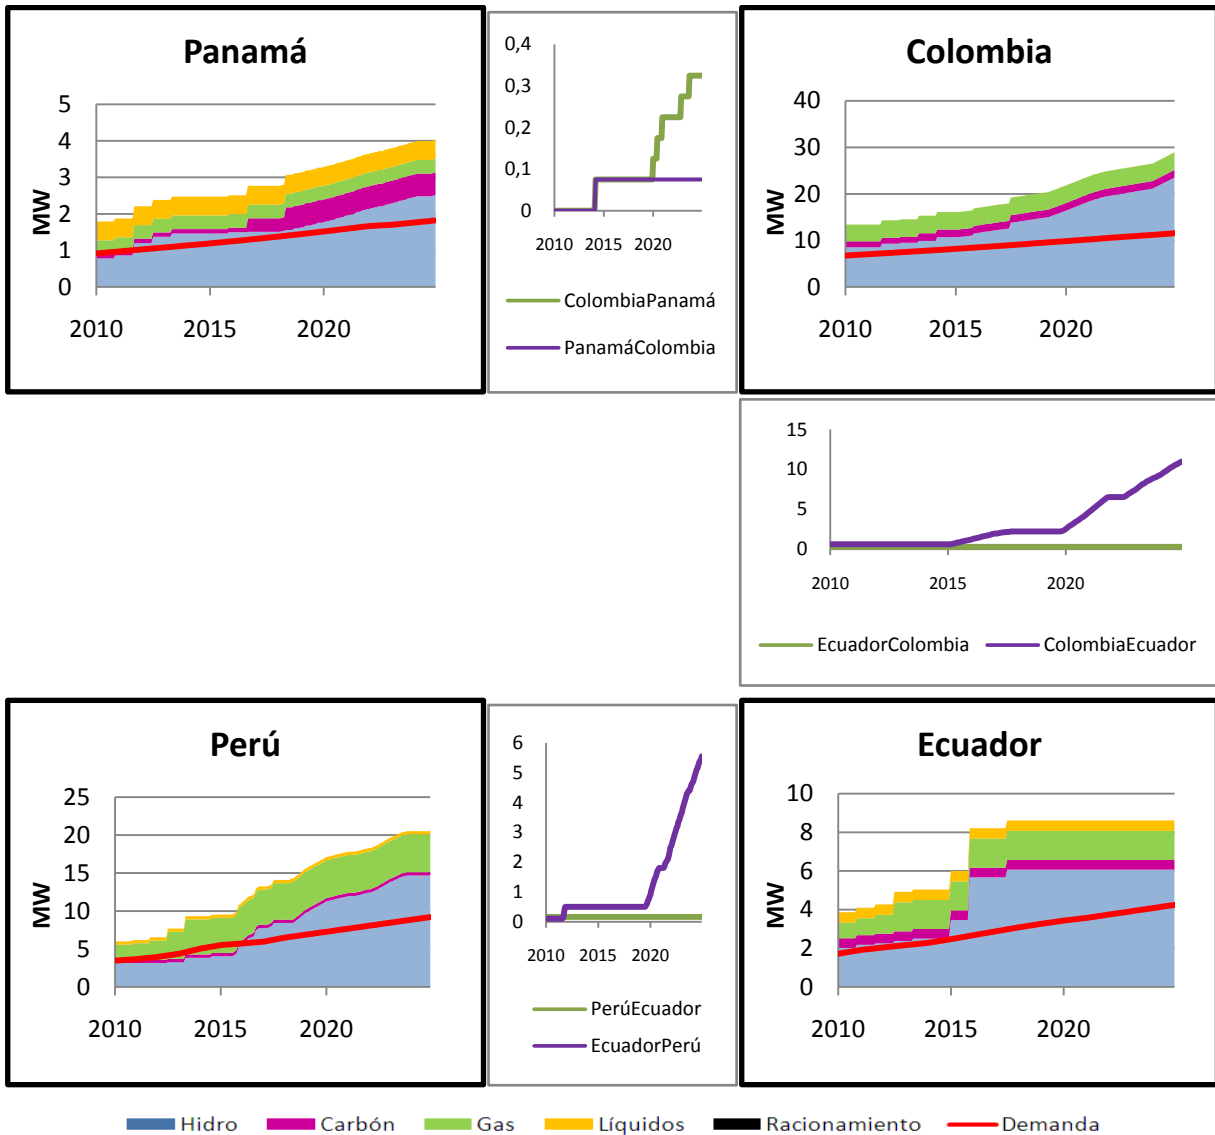 Panamá
MW
5
4
3
2
1
0
2010 2015 2020
0,4
0,3
0,2
0,1
0
2010 2015 2020
ColombiaPanamá
PanamáColombia
Colombia
MW
40
30
20
10
0
2010 2015 2020
15
10
5
0
2010 2015 2020
EcuadorColombia ColombiaEcuador
Perú
MW
25
20
15
10
5
0
2010 2015 2020
6
5
4
3
2
1
0
2010 2015 2020
PerúEcuador
EcuadorPerú
Ecuador
MW
10
8
6
4
2
0
2010 2015 2020
Hidro Carbón Gas Líquidos Racionamiento Demanda